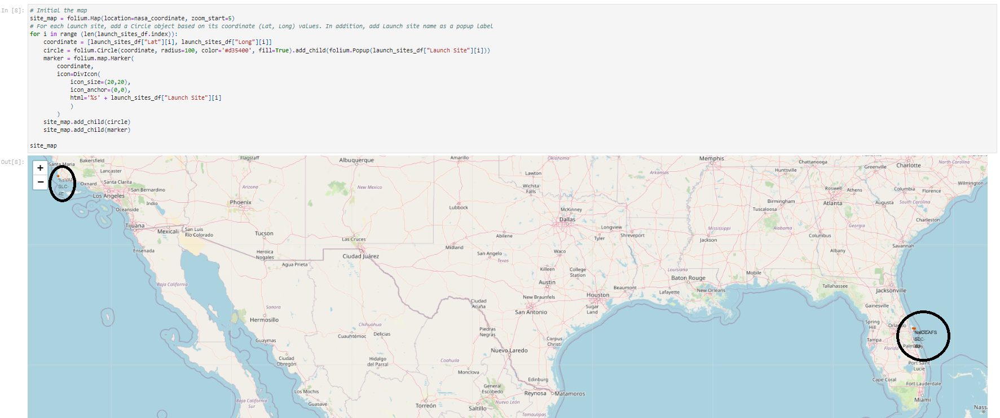 In [8]:
# Initial the map
site_map = folium.Map(location=nasa_coordinate, zoom_start=5)
# For each launch site, add a Circle object based on its coordinate (Lat, Long) values. In addition, add Launch site name as a popup label
for i in range (len(launch_sites_df.index)):
    coordinate = [launch_sites_df["Lat"][i], launch_sites_df["Long"][i]]
    circle = folium.Circle(coordinate, radius=100, color='#d35400', fill=True).add_child(folium.Popup(launch_sites_df["Launch Site"][i]))
    marker = folium.map.Marker(
        coordinate,
        icon=DivIcon(
            icon_size=(20,20),
            icon_anchor=(0,0),
            html='%s' + launch_sites_df["Launch Site"][i]
            )
        )
    site_map.add_child(circle)
    site_map.add_child(marker)
site_map
Out[8]:
+
−
Santa Maria
Bakersfield
Flagstaff
Albuquerque
Amarillo
Oklahoma
Memphis
Chattanooga
Greenville
Charlotte
North Carolina
Lancaster
Lawton
Arkansas
Huntsville
%sVAF
SLC-
4E
Oxnard
Santa Clarita
San Bernardino
Los Angeles
Arizona
New Mexico
Wichita
Falls
Roswell
Athens
Columbia
Florence
Wilmington
Indio
Phoenix
Birmingham
Atlanta
Augusta
South Carolina
Oceanside
Lubbock
McKinney
Tuscaloosa
Dallas
Charleston
Tijuana
Mexicali
San Luis
Río Colorado
Tucson
Las Cruces
Abilene
Longview
Tyler
Shreveport
Mississippi
Alabama
Georgia
Jackson
Columbus
Ensenada
Heroica
Nogales
Agua Prieta
Ciudad Juárez
Midland
San Angelo
Texas
Waco
Albany
Savannah
Killeen
College
Station
Louisiana
Baton Rouge
Mobile
Baja California
Austin
Beaumont
Lafayette
New Orleans
Tallahassee
Jacksonville
New Braunfels
Houston
Sugar
Land
Ciudad
Acuña
San Antonio
Gainesville
Sonora
Hermosillo
Chihuahua
Cuauhtémoc
Delicias
Piedras
Negras
Spring
Hill
Orlando
Guaymas
Corpus
Christi
Tampa
Palm Bay
Florida
Nuevo Laredo
Ciudad
Obregón
Hidalgo
del Parral
Coahuila
Monclova
Port Saint
Lucie
Edinburg
Cape Coral
Fort Lauderdale
Los Mochis
General
Escobedo
Reynosa
Matamoros
Baja California
Sur
Guasave
Torreón
Saltillo
Nuevo León
Tamaulipas
Miami
Nass